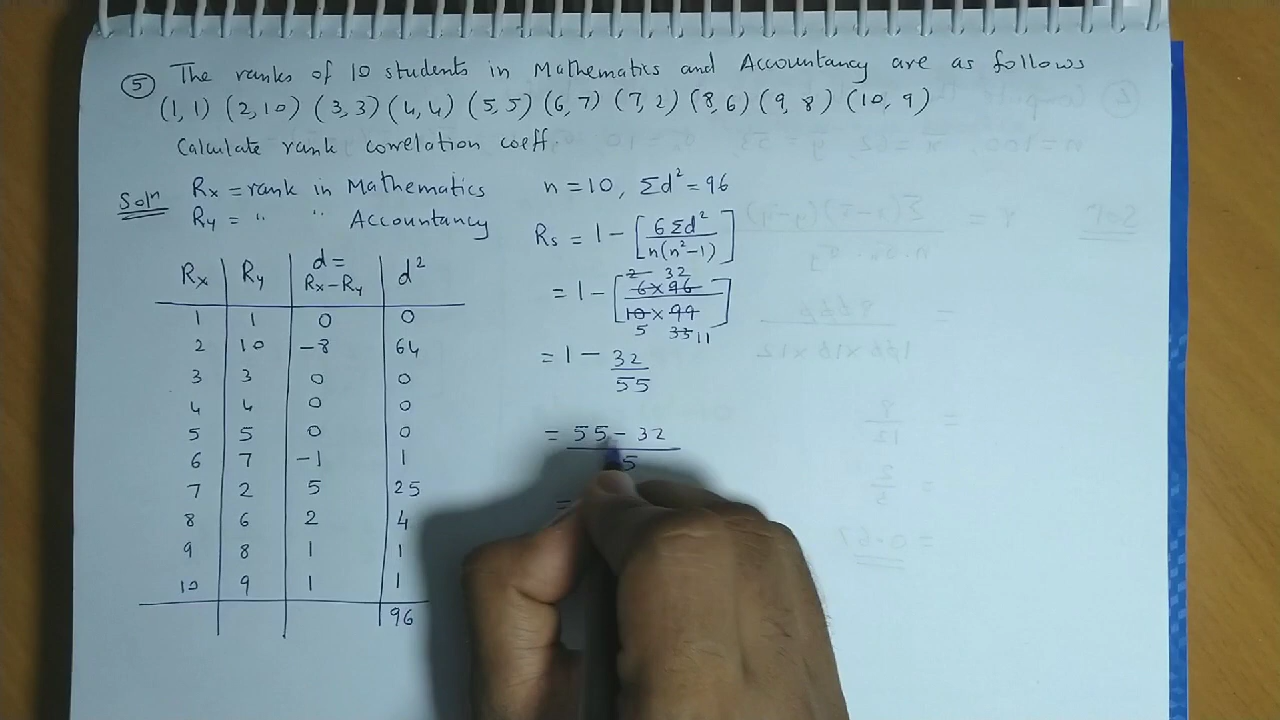 5 The ranks of 10 students in Mathematics and Accountancy are as follows
(1,1) (2,10) (3,3) (4,4) (5,5) (6,7) (7,2) (8,6) (9,8) (10,9)
Calculate rank correlation coeff.
Soln Rx = rank in Mathematics
Ry = " " Accountancy
Rx Ry d = Rx-Ry d²
1 1 0 0
2 10 -8 64
3 3 0 0
4 4 0 0
5 5 0 0
6 7 -1 1
7 2 5 25
8 6 2 4
9 8 1 1
10 9 1 1
96
n=10, Σd²=96
Rs = 1 - [6Σd² / n(n²-1)]
2 32
= 1 - [6×96 / 10×99]
5 33 11
= 1 - 32/55
= 55-32
5
=